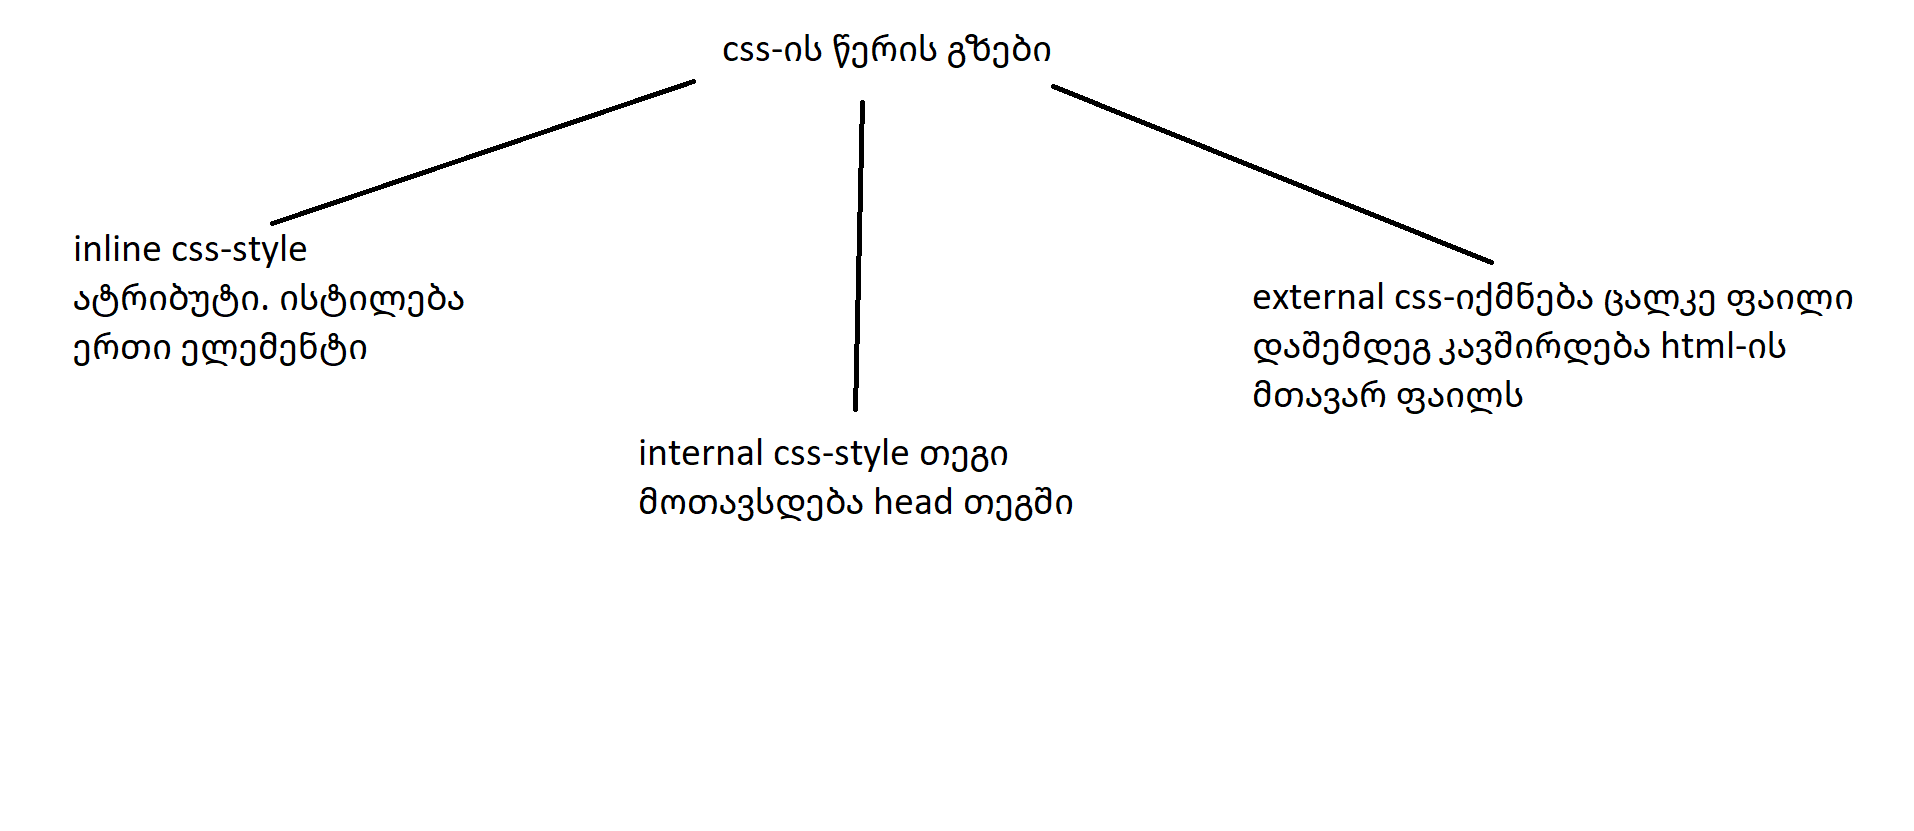 css-ის წერის გზები
inline css-style
ატრიბუტი. ისტილება
ერთი ელემენტი
internal css-style თეგი
მოთავსდება head თეგში
external css-იქმნება ცალკე ფაილი
დაშემდეგ კავშირდება html-ის
მთავარ ფაილს